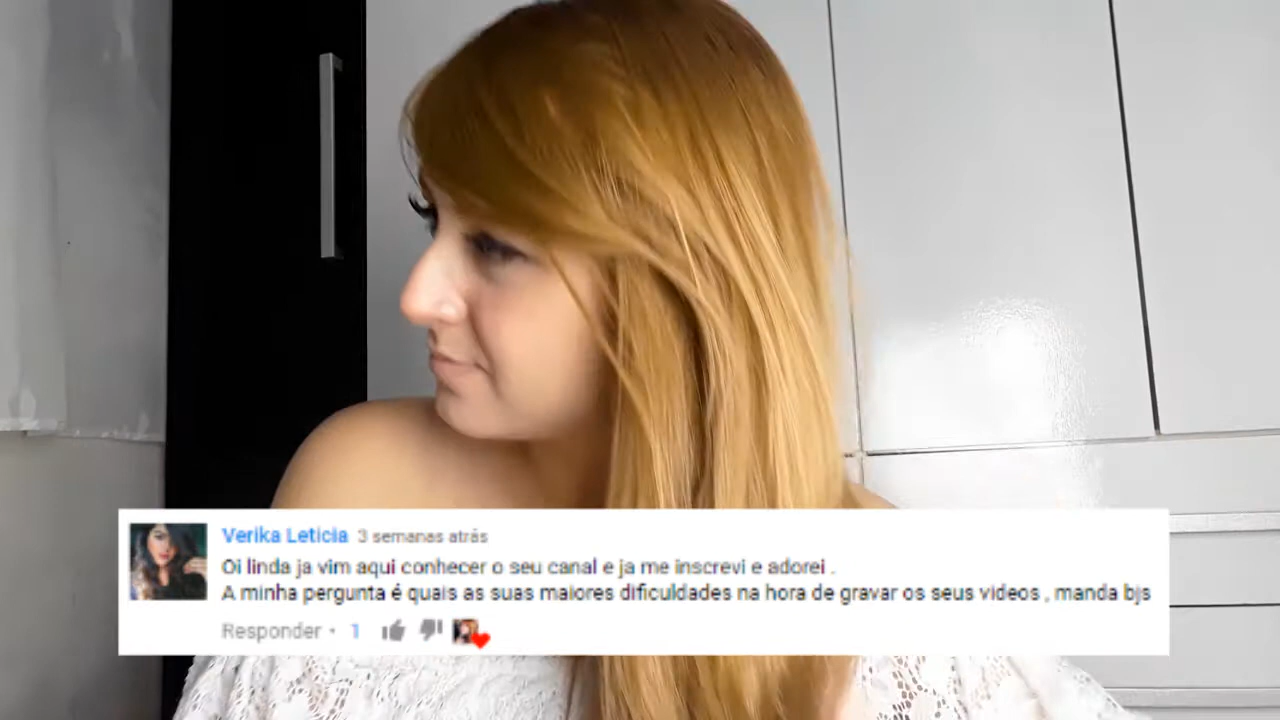 Verika Leticia 3 semanas atrás
Oi linda ja vim aqui conhecer o seu canal e ja me inscrevi e adorei .
A minha pergunta é quais as suas maiores dificuldades na hora de gravar os seus videos , manda bjs
Responder • 1